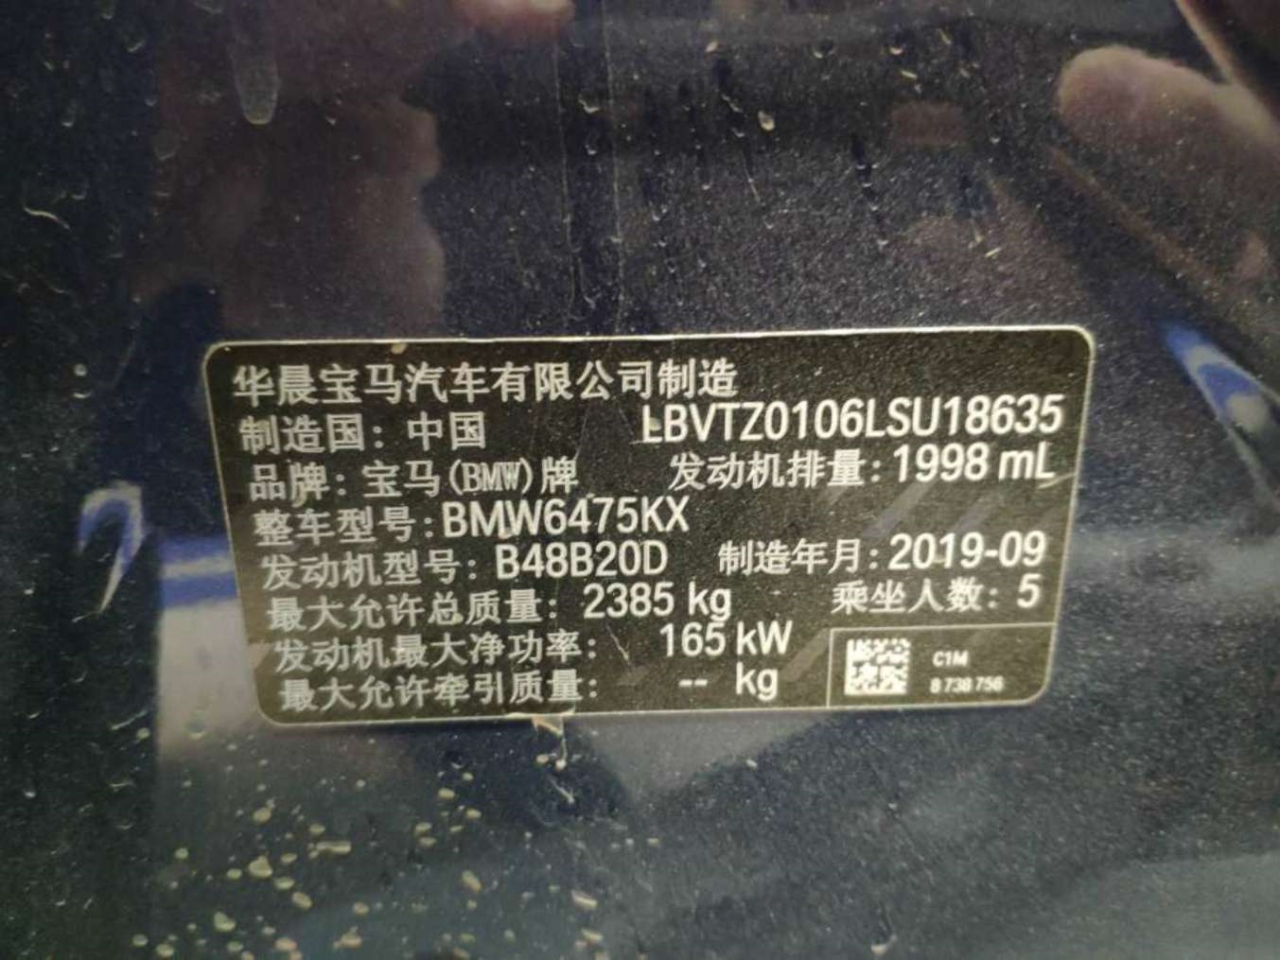 华晨宝马汽车有限公司制造
制造国：中国 LBVTZ0106LSU18635
品牌：宝马(BMW)牌 发动机排量：1998 mL
整车型号：BMW6475KX
发动机型号：B48B20D 制造年月：2019-09
最大允许总质量：2385 kg 乘坐人数：5
发动机最大净功率：165 kW
最大允许牵引质量：-- kg
C1M
8 738 756